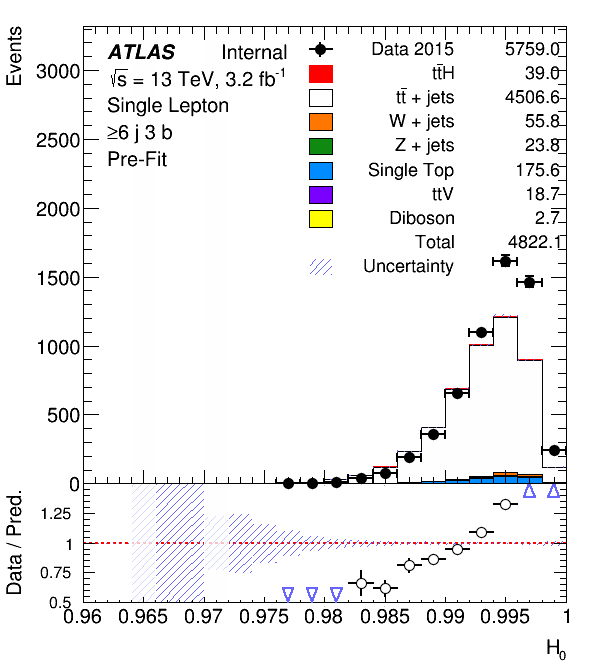 Events
ATLAS Internal
√s = 13 TeV, 3.2 fb⁻¹
Single Lepton
≥6 j 3 b
Pre-Fit
Data 2015 5759.0
tt̄H 39.0
tt̄ + jets 4506.6
W + jets 55.8
Z + jets 23.8
Single Top 175.6
ttV 18.7
Diboson 2.7
Total 4822.1
Uncertainty
3000
2500
2000
1500
1000
500
0
Data / Pred.
1.25
1
0.75
0.5
0.96 0.965 0.97 0.975 0.98 0.985 0.99 0.995 1
H₀